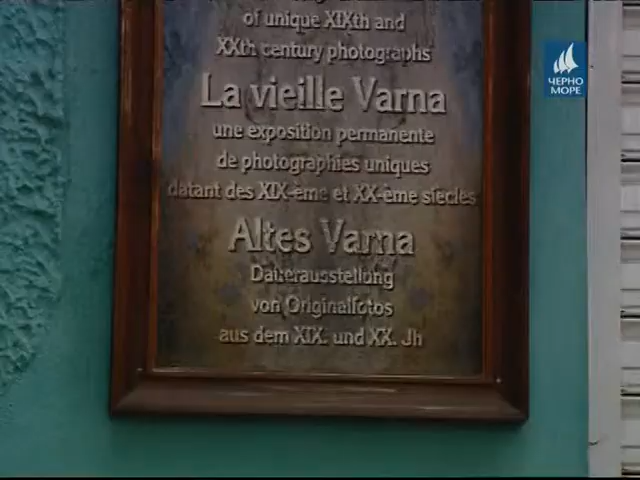 of unique XIXth and
XXth century photographs
La vieille Varna
une exposition permanente
de photographies uniques
datant des XIX-ème et XX-ème siecles
Altes Varna
Dauerausstellung
von Originalfotos
aus dem XIX. und XX. Jh
ЧЕРНО
МОРЕ